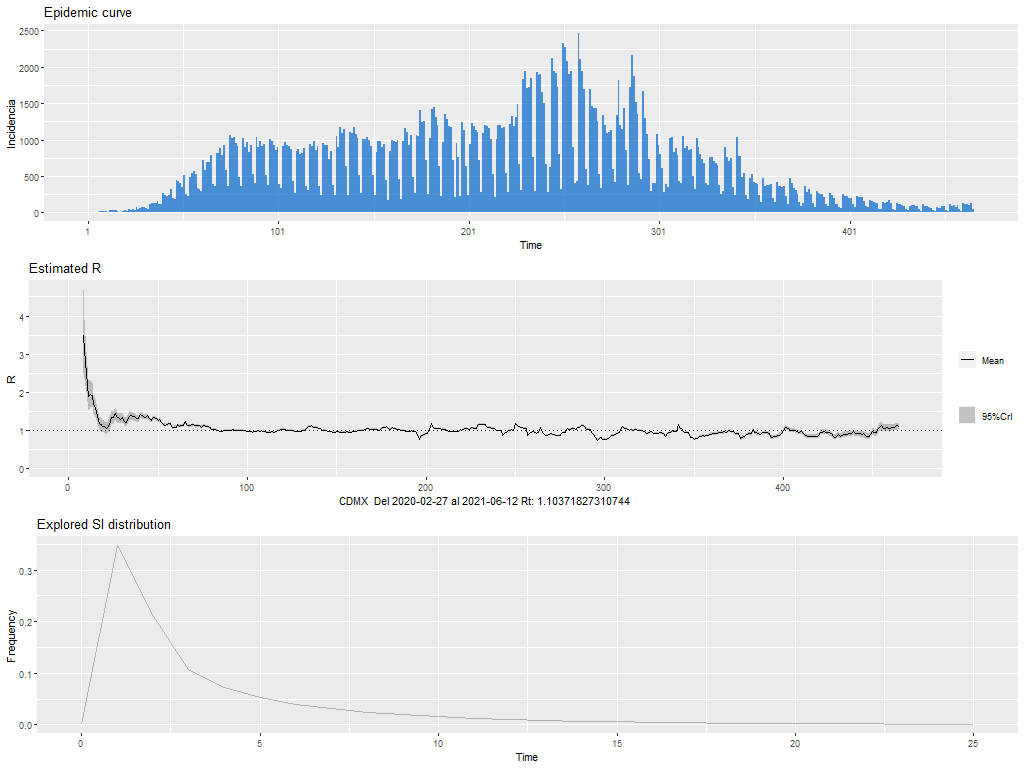 Epidemic curve
2500
2000
1500
1000
500
0
Incidencia
1 101 201 301 401
Time
Estimated R
4
3
2
1
0
R
Mean
95%CrI
0 100 200 300 400
CDMX Del 2020-02-27 al 2021-06-12 Rt: 1.10371827310744
Explored SI distribution
0.3
0.2
0.1
0.0
Frequency
0 5 10 15 20 25
Time